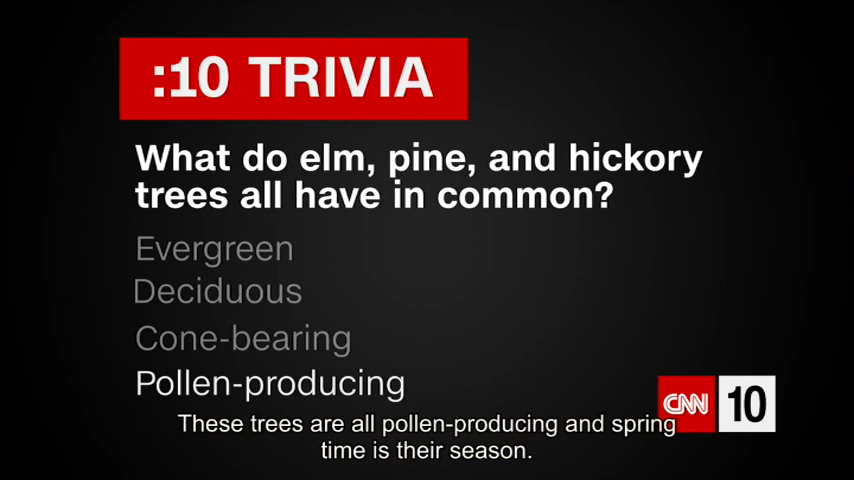 :10 TRIVIA
What do elm, pine, and hickory
trees all have in common?
Evergreen
Deciduous
Cone-bearing
Pollen-producing
CNN 10
These trees are all pollen-producing and spring
time is their season.